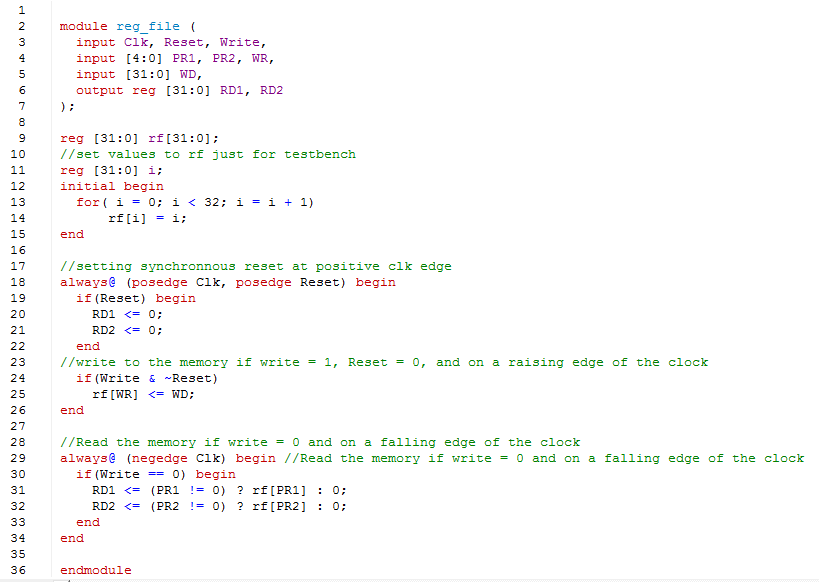 1
2 module reg_file (
3 input Clk, Reset, Write,
4 input [4:0] PR1, PR2, WR,
5 input [31:0] WD,
6 output reg [31:0] RD1, RD2
7 );
8
9 reg [31:0] rf[31:0];
10 //set values to rf just for testbench
11 reg [31:0] i;
12 initial begin
13 for( i = 0; i < 32; i = i + 1)
14 rf[i] = i;
15 end
16
17 //setting synchronnous reset at positive clk edge
18 always@ (posedge Clk, posedge Reset) begin
19 if(Reset) begin
20 RD1 <= 0;
21 RD2 <= 0;
22 end
23 //write to the memory if write = 1, Reset = 0, and on a raising edge of the clock
24 if(Write & ~Reset)
25 rf[WR] <= WD;
26 end
27
28 //Read the memory if write = 0 and on a falling edge of the clock
29 always@ (negedge Clk) begin //Read the memory if write = 0 and on a falling edge of the clock
30 if(Write == 0) begin
31 RD1 <= (PR1 != 0) ? rf[PR1] : 0;
32 RD2 <= (PR2 != 0) ? rf[PR2] : 0;
33 end
34 end
35
36 endmodule